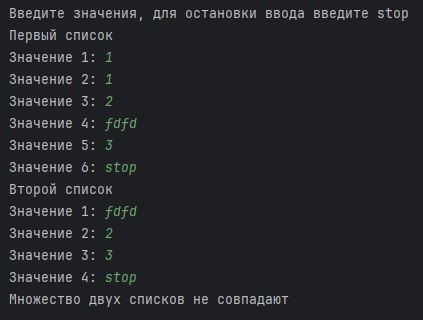 Введите значения, для остановки ввода введите stop
Первый список
Значение 1: 1
Значение 2: 1
Значение 3: 2
Значение 4: fdfd
Значение 5: 3
Значение 6: stop
Второй список
Значение 1: fdfd
Значение 2: 2
Значение 3: 3
Значение 4: stop
Множество двух списков не совпадают